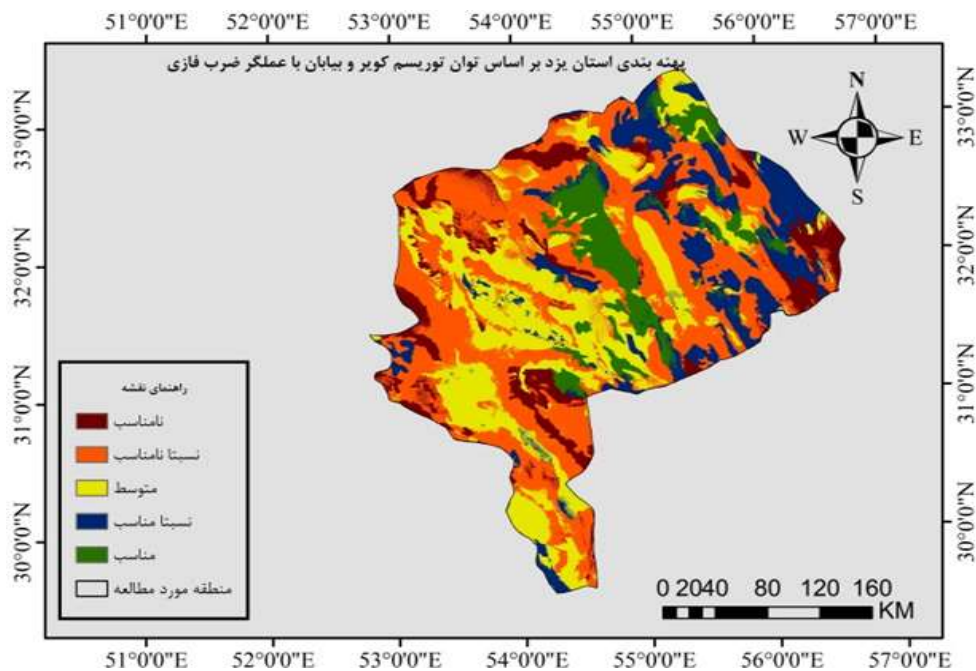 51°0'0"E 52°0'0"E 53°0'0"E 54°0'0"E 55°0'0"E 56°0'0"E 57°0'0"E
پهنه بندی استان یزد بر اساس توان توریسم کویر و بیابان با عملگر ضرب فازی
N
W E
S
33°0'0"N 33°0'0"N
32°0'0"N 32°0'0"N
31°0'0"N 31°0'0"N
30°0'0"N 30°0'0"N
راهنمای نقشه
نامناسب
نسبتا نامناسب
متوسط
نسبتا مناسب
مناسب
منطقه مورد مطالعه
0 2040 80 120 160
KM
51°0'0"E 52°0'0"E 53°0'0"E 54°0'0"E 55°0'0"E 56°0'0"E 57°0'0"E